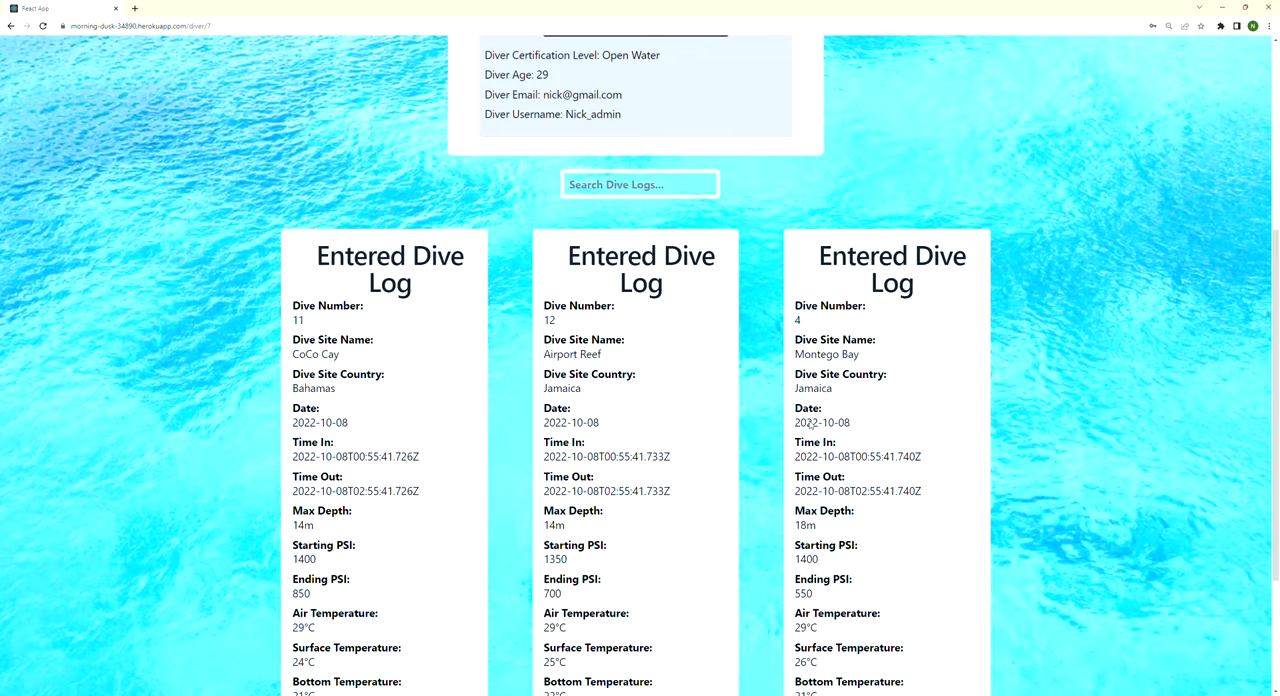 React App
morning-dusk-34890.herokuapp.com/diver/7
N
Diver Certification Level: Open Water
Diver Age: 29
Diver Email: nick@gmail.com
Diver Username: Nick_admin
Search Dive Logs...
Entered Dive
Log
Dive Number:
11
Dive Site Name:
CoCo Cay
Dive Site Country:
Bahamas
Date:
2022-10-08
Time In:
2022-10-08T00:55:41.726Z
Time Out:
2022-10-08T02:55:41.726Z
Max Depth:
14m
Starting PSI:
1400
Ending PSI:
850
Air Temperature:
29°C
Surface Temperature:
24°C
Bottom Temperature:
21°C
Entered Dive
Log
Dive Number:
12
Dive Site Name:
Airport Reef
Dive Site Country:
Jamaica
Date:
2022-10-08
Time In:
2022-10-08T00:55:41.733Z
Time Out:
2022-10-08T02:55:41.733Z
Max Depth:
14m
Starting PSI:
1350
Ending PSI:
700
Air Temperature:
29°C
Surface Temperature:
25°C
Bottom Temperature:
22°C
Entered Dive
Log
Dive Number:
4
Dive Site Name:
Montego Bay
Dive Site Country:
Jamaica
Date:
2022-10-08
Time In:
2022-10-08T00:55:41.740Z
Time Out:
2022-10-08T02:55:41.740Z
Max Depth:
18m
Starting PSI:
1400
Ending PSI:
550
Air Temperature:
29°C
Surface Temperature:
26°C
Bottom Temperature:
21°C